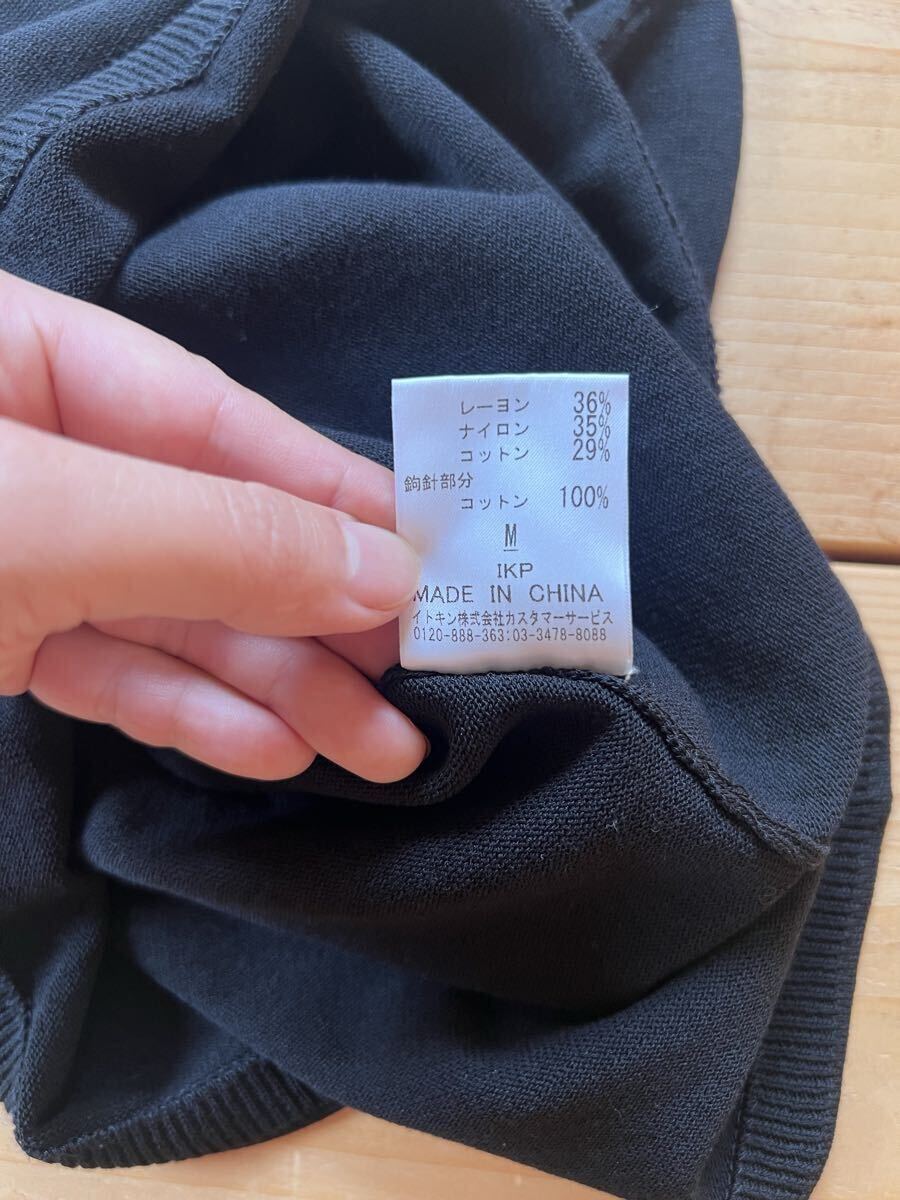 レーヨン 36%
ナイロン 35%
コットン 29%
鉤針部分
コットン 100%
M
IKP
MADE IN CHINA
イトキン株式会社カスタマーサービス
0120-888-363:03-3478-8088